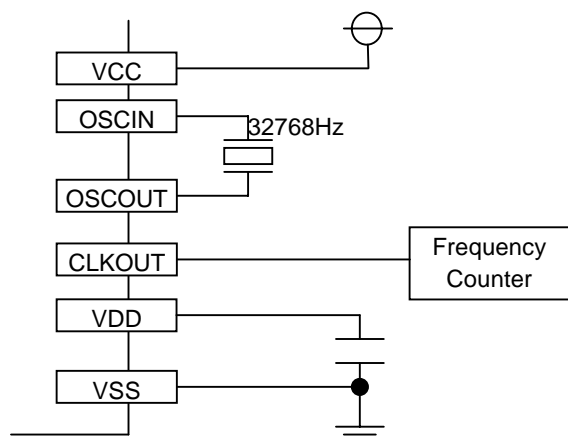 VCC
OSCIN
32768Hz
OSCOUT
CLKOUT
Frequency
Counter
VDD
VSS